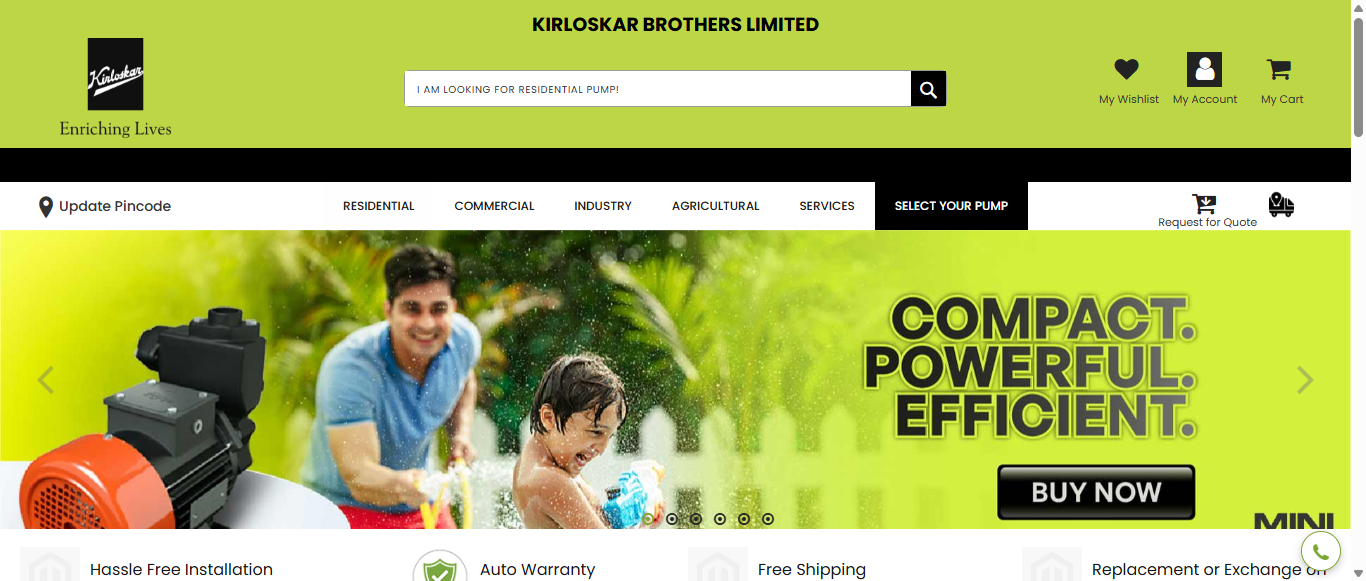 KIRLOSKAR BROTHERS LIMITED
Kirloskar
Enriching Lives
I AM LOOKING FOR RESIDENTIAL PUMP!
My Wishlist
My Account
My Cart
Update Pincode
RESIDENTIAL
COMMERCIAL
INDUSTRY
AGRICULTURAL
SERVICES
SELECT YOUR PUMP
Request for Quote
COMPACT.
POWERFUL.
EFFICIENT.
BUY NOW
MINI
Hassle Free Installation
Auto Warranty
Free Shipping
Replacement or Exchange on